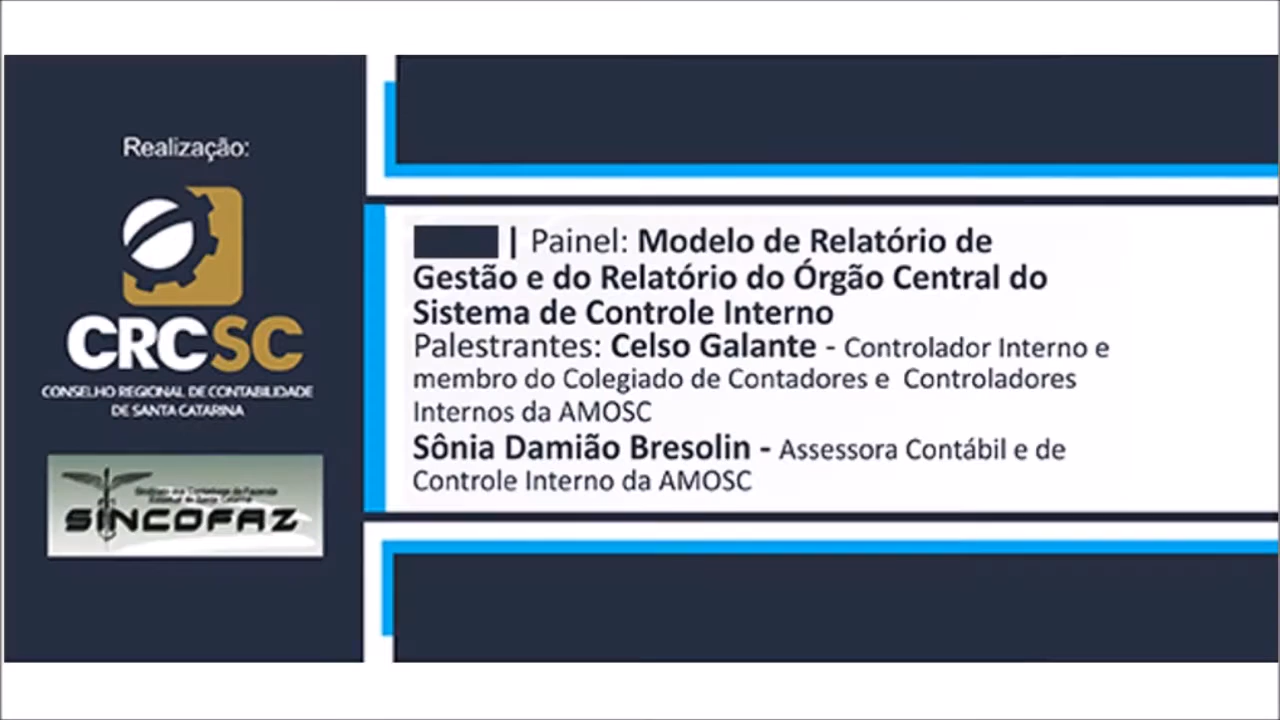 Realização:
CRCSC
CONSELHO REGIONAL DE CONTABILIDADE
DE SANTA CATARINA
SINCOFAZ
| Painel: Modelo de Relatório de
Gestão e do Relatório do Órgão Central do
Sistema de Controle Interno
Palestrantes: Celso Galante - Controlador Interno e
membro do Colegiado de Contadores e Controladores
Internos da AMOSC
Sônia Damião Bresolin - Assessora Contábil e de
Controle Interno da AMOSC